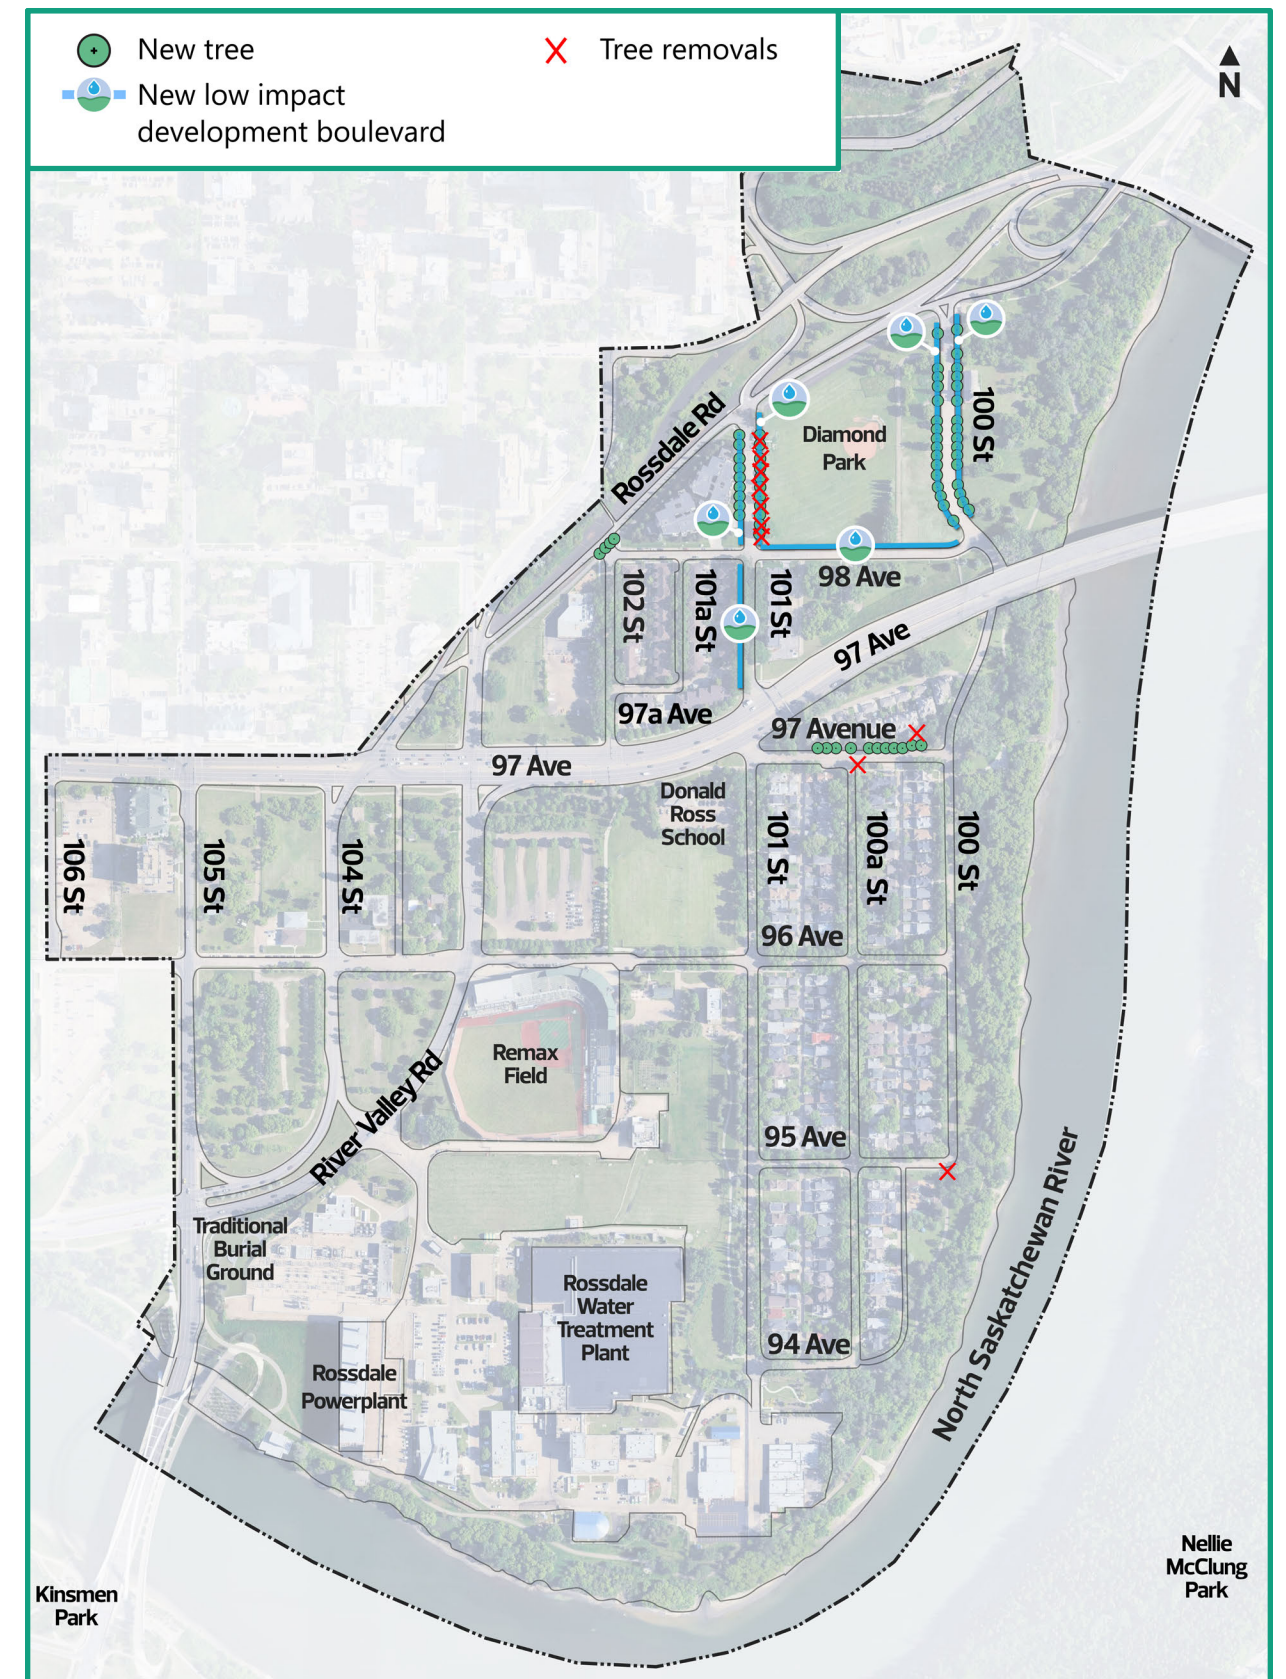 New tree
Tree removals
New low impact
development boulevard
N
Rossdale Rd
Diamond
Park
100 St
102 St
101a St
101 St
98 Ave
97 Ave
97a Ave
97 Avenue
97 Ave
Donald
Ross
School
106 St
105 St
104 St
101 St
100a St
100 St
96 Ave
Remax
Field
River Valley Rd
95 Ave
Traditional
Burial
Ground
Rossdale
Water
Treatment
Plant
94 Ave
Rossdale
Powerplant
North Saskatchewan River
Nellie
McClung
Park
Kinsmen
Park